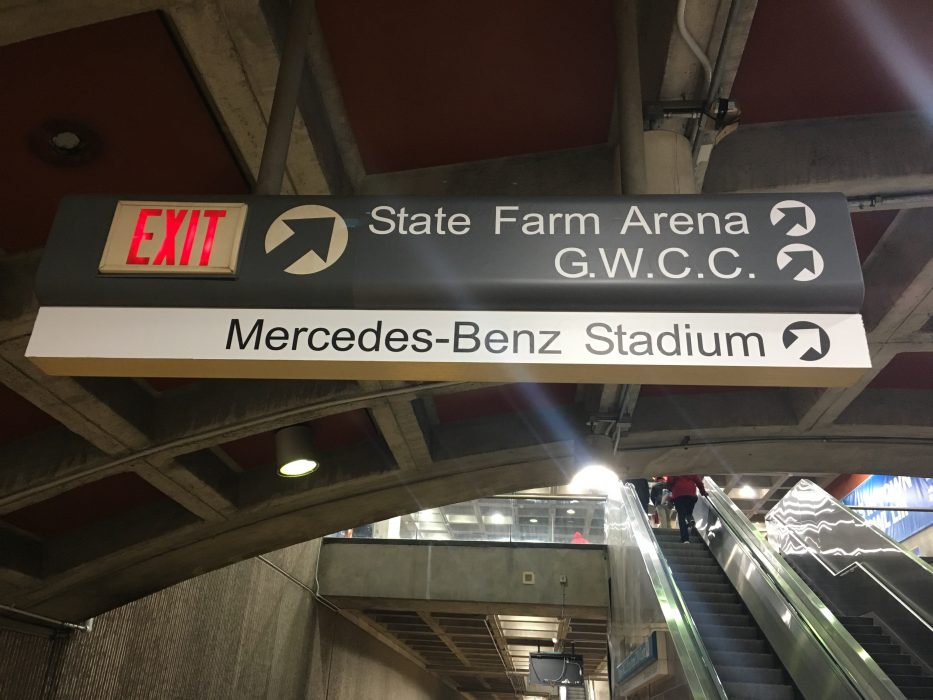 EXIT
State Farm Arena
G.W.C.C.
Mercedes-Benz Stadium